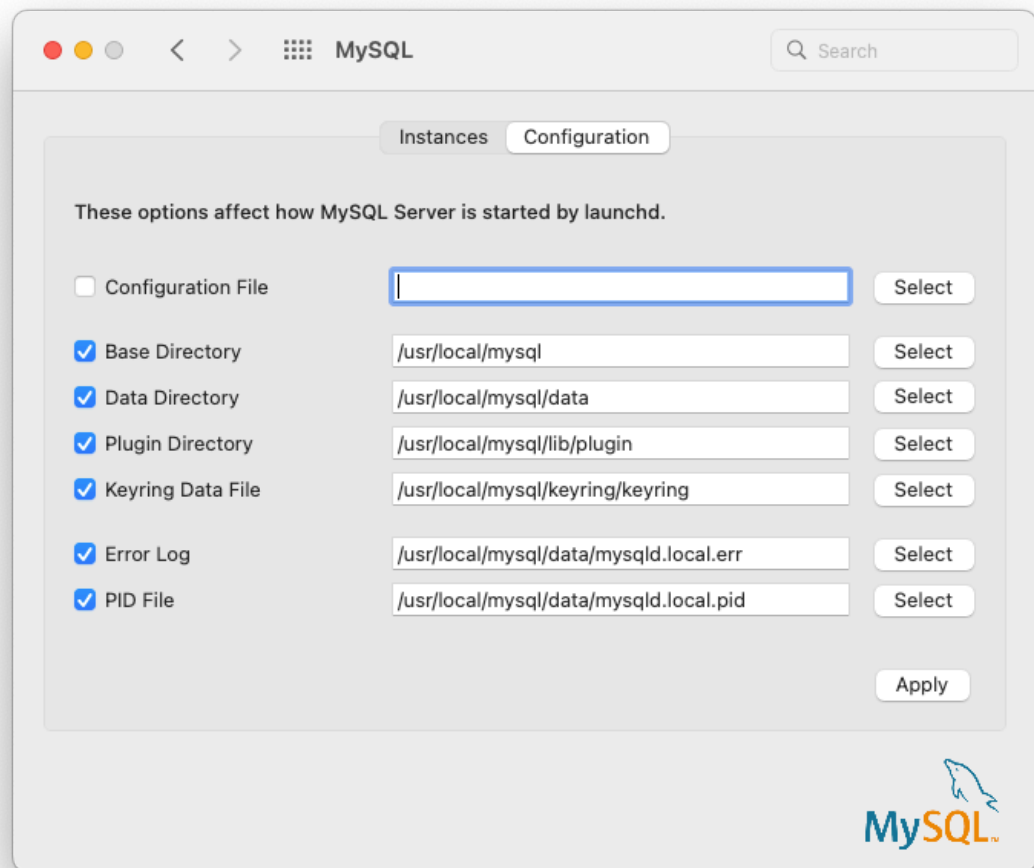 MySQL
Search
Instances
Configuration
These options affect how MySQL Server is started by launchd.
Configuration File
Select
Base Directory
/usr/local/mysql
Select
Data Directory
/usr/local/mysql/data
Select
Plugin Directory
/usr/local/mysql/lib/plugin
Select
Keyring Data File
/usr/local/mysql/keyring/keyring
Select
Error Log
/usr/local/mysql/data/mysqld.local.err
Select
PID File
/usr/local/mysql/data/mysqld.local.pid
Select
Apply
MySQL™